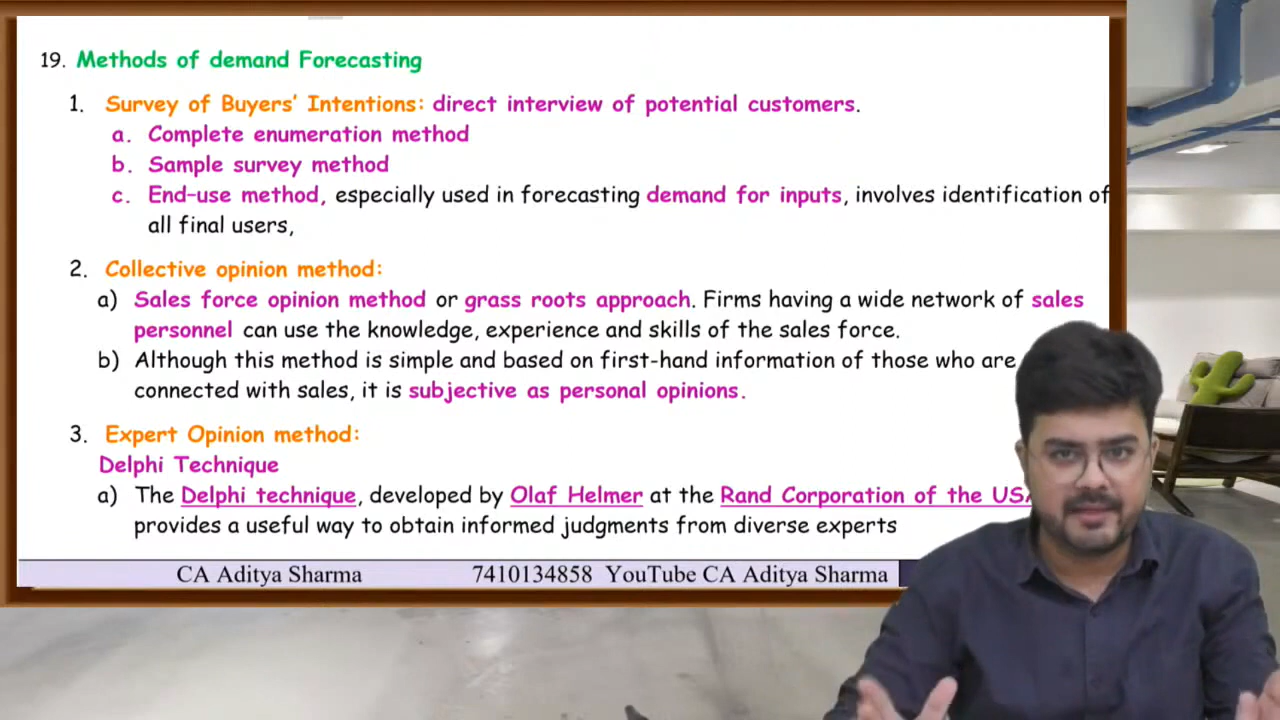 19. Methods of demand Forecasting
1. Survey of Buyers’ Intentions: direct interview of potential customers.
a. Complete enumeration method
b. Sample survey method
c. End-use method, especially used in forecasting demand for inputs, involves identification of
all final users,
2. Collective opinion method:
a) Sales force opinion method or grass roots approach. Firms having a wide network of sales
personnel can use the knowledge, experience and skills of the sales force.
b) Although this method is simple and based on first-hand information of those who are
connected with sales, it is subjective as personal opinions.
3. Expert Opinion method:
Delphi Technique
a) The Delphi technique, developed by Olaf Helmer at the Rand Corporation of the USA
provides a useful way to obtain informed judgments from diverse experts
CA Aditya Sharma 7410134858 YouTube CA Aditya Sharma